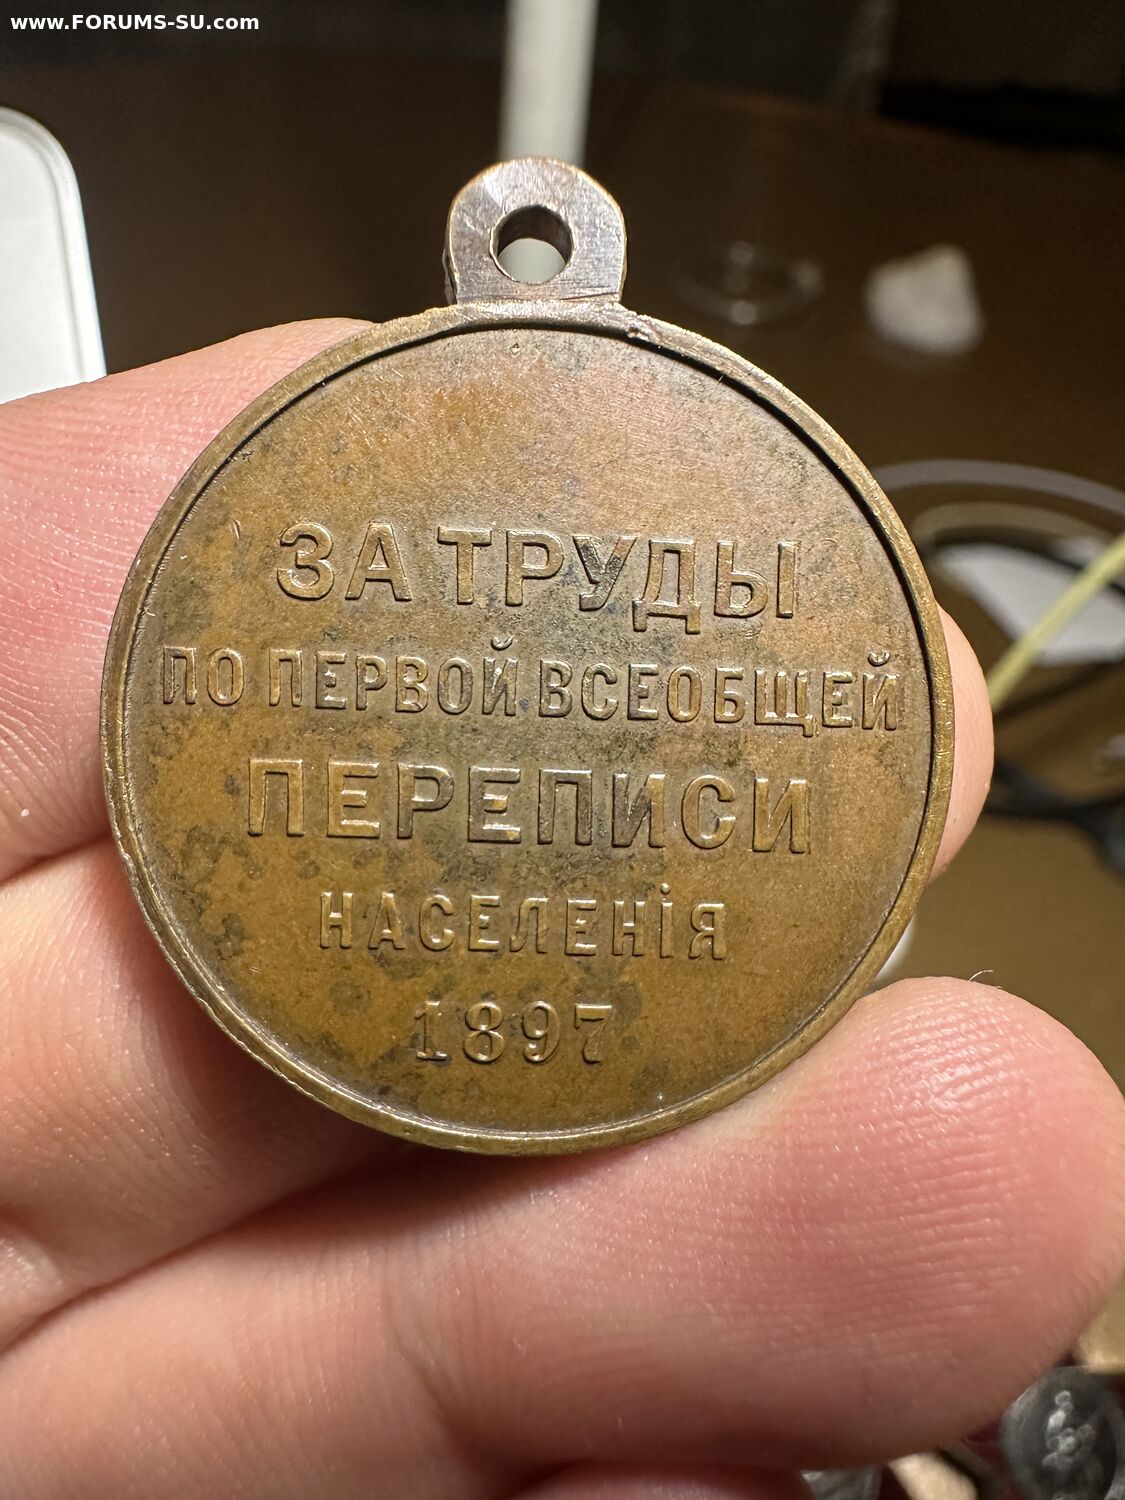 www.FORUMS-SU.com
ЗА ТРУДЫ
ПО ПЕРВОЙ ВСЕОБЩЕЙ
ПЕРЕПИСИ
НАСЕЛЕНІЯ
1897